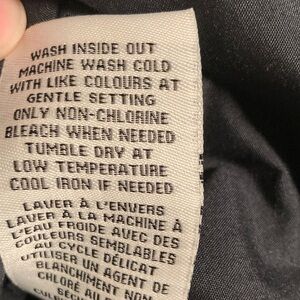 WASH INSIDE OUT
MACHINE WASH COLD
WITH LIKE COLOURS AT
GENTLE SETTING
ONLY NON-CHLORINE
BLEACH WHEN NEEDED
TUMBLE DRY AT
LOW TEMPERATURE
COOL IRON IF NEEDED
LAVER À L'ENVERS
LAVER À LA MACHINE À
L'EAU FROIDE AVEC DES
COULEURS SEMBLABLES
AU CYCLE DÉLICAT
UTILISER UN AGENT DE
BLANCHIMENT NON
CHLORÉ